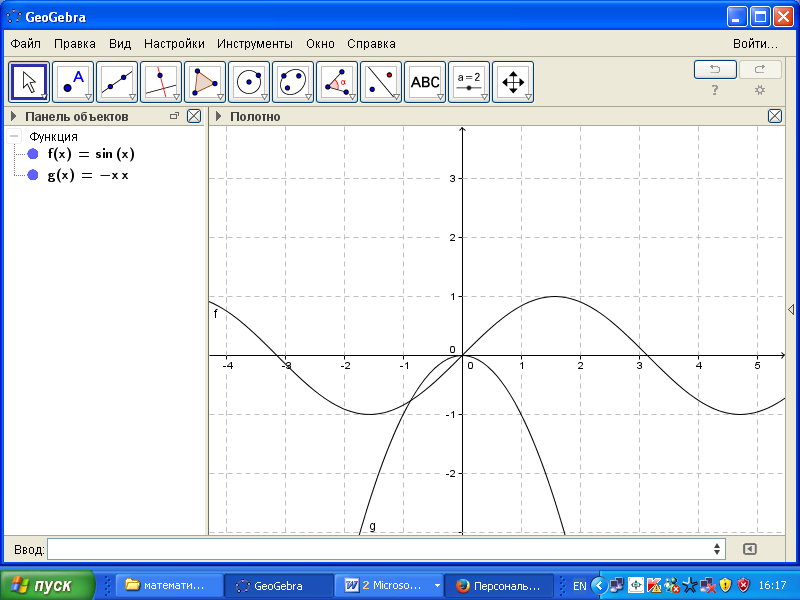 GeoGebra
Файл Правка Вид Настройки Инструменты Окно Справка Войти...
A α ABC a = 2
?
Панель объектов Полотно
Функция
f(x) = sin (x)
g(x) = −x x
3
2
1
f
0
-4 -3 -2 -1 0 1 2 3 4 5
-1
-2
g
Ввод:
пуск математи... GeoGebra 2 Microso... Персональ... EN 16:17